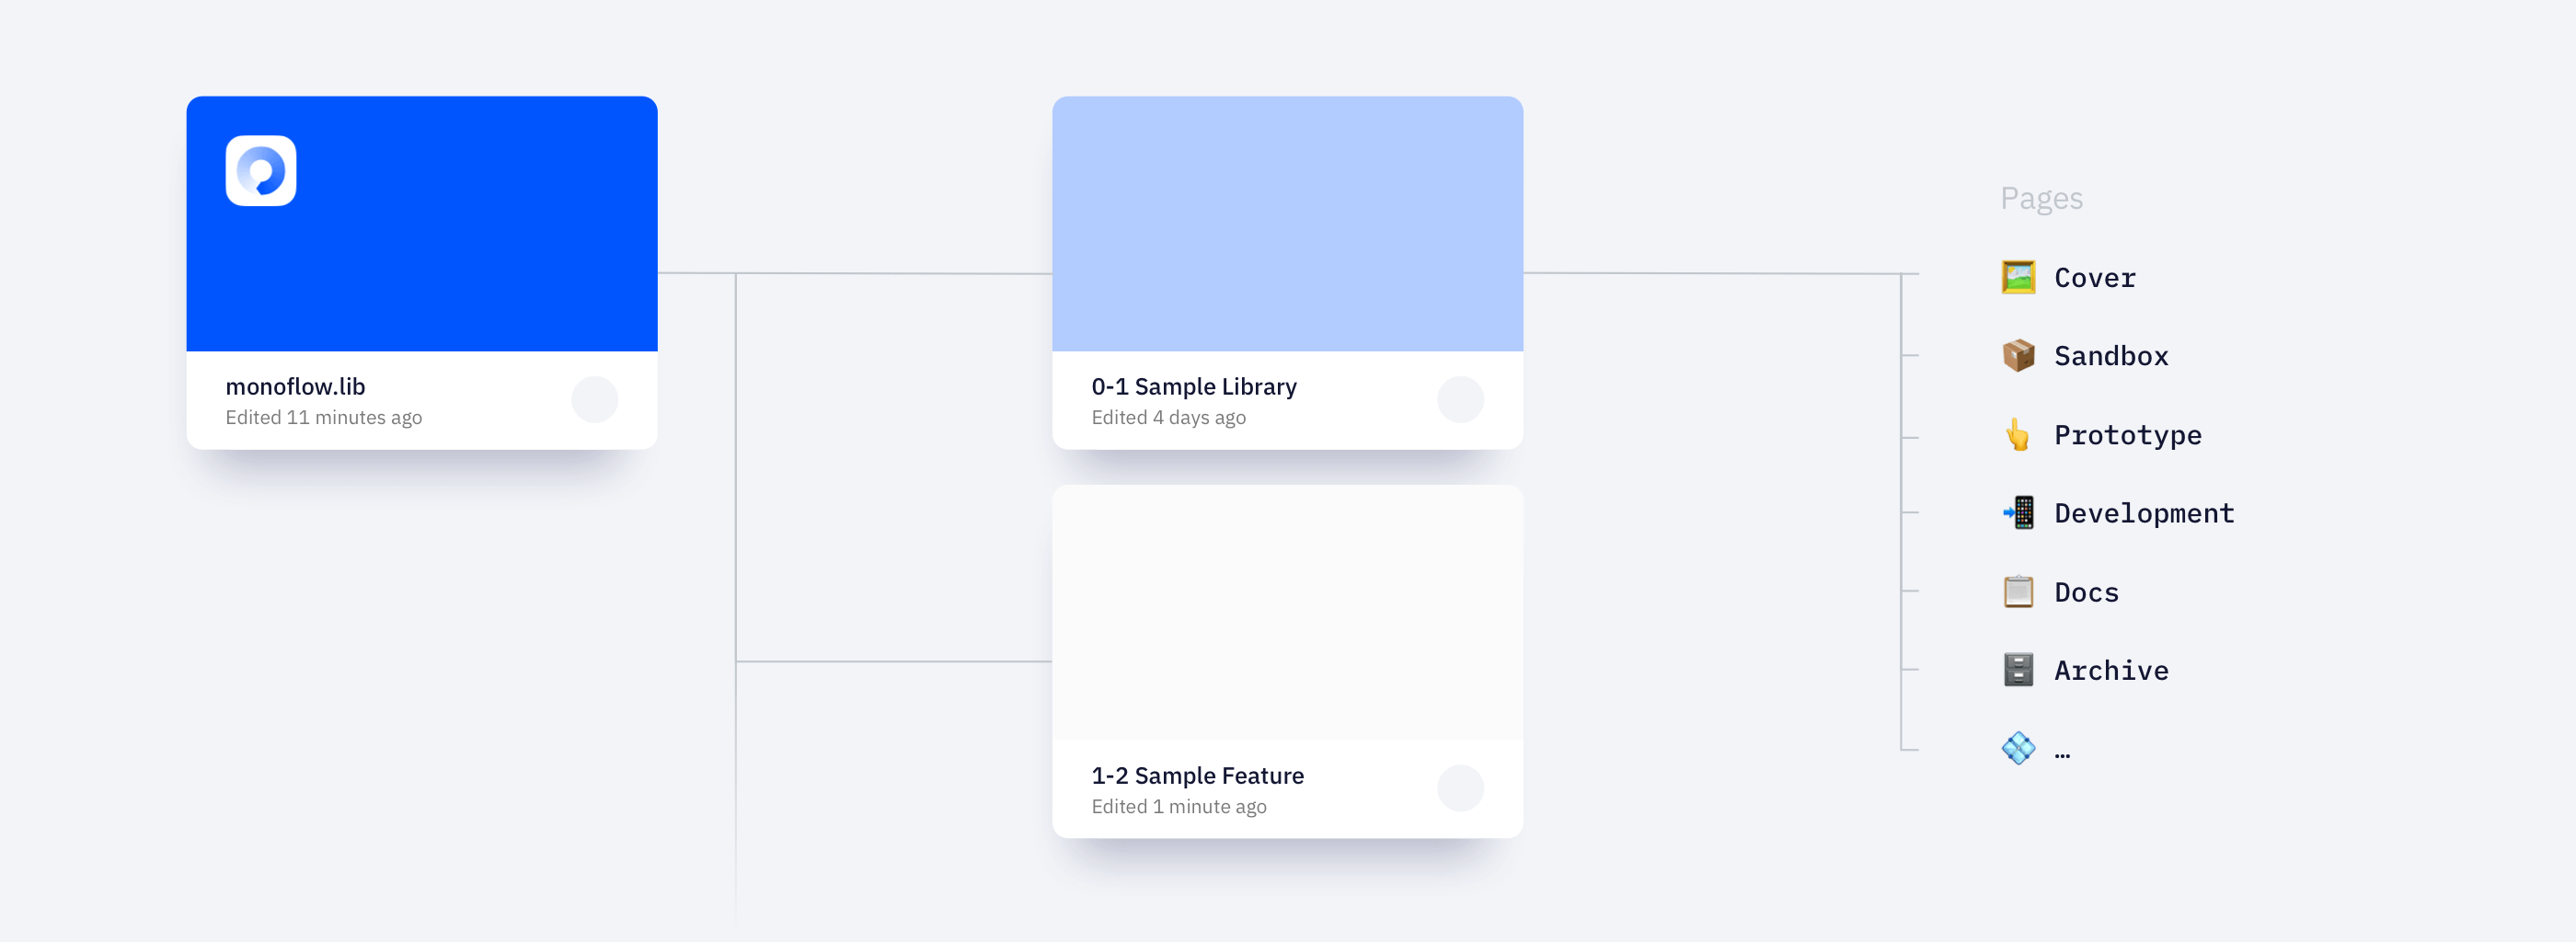 monoflow.lib
Edited 11 minutes ago
0-1 Sample Library
Edited 4 days ago
1-2 Sample Feature
Edited 1 minute ago
Pages
Cover
Sandbox
Prototype
Development
Docs
Archive
…